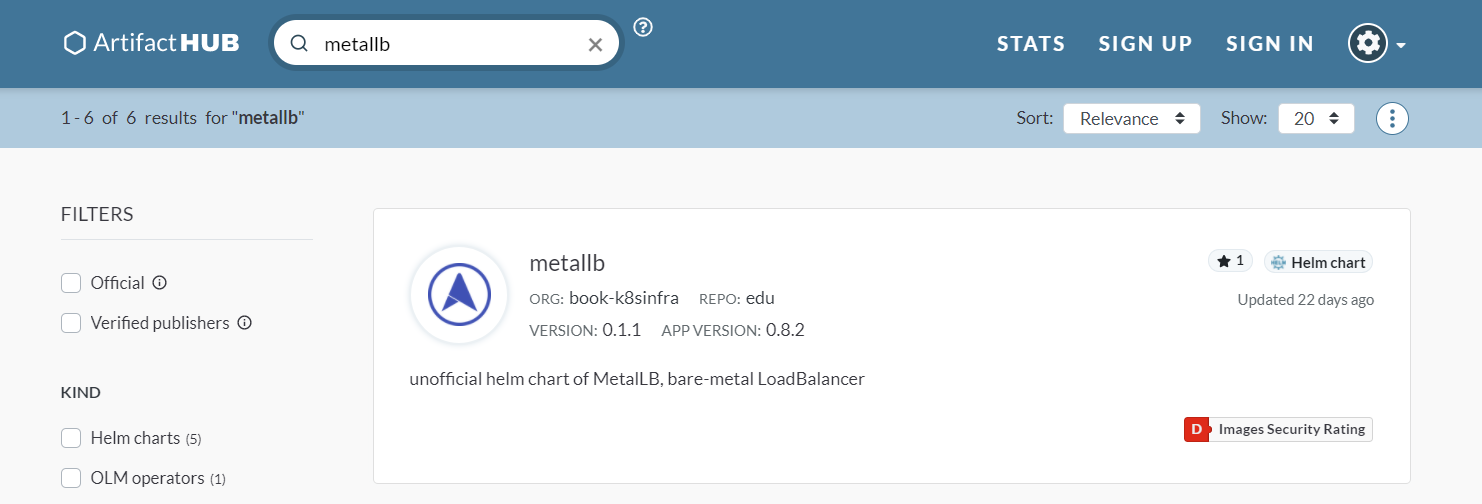 ArtifactHUB metallb STATS SIGN UP SIGN IN
1 - 6 of 6 results for "metallb" Sort: Relevance Show: 20
FILTERS
Official
Verified publishers
KIND
Helm charts (5)
OLM operators (1)
metallb 1 Helm chart
ORG: book-k8sinfra REPO: edu Updated 22 days ago
VERSION: 0.1.1 APP VERSION: 0.8.2
unofficial helm chart of MetalLB, bare-metal LoadBalancer
D Images Security Rating